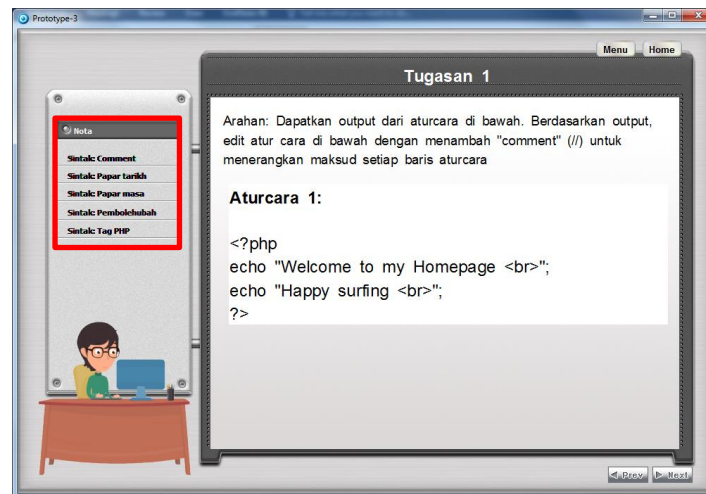 Prototype-3
Menu Home
Tugasan 1
Nota
Sintak: Comment
Sintak: Papar tarikh
Sintak: Papar masa
Sintak: Pembolehubah
Sintak: Tag PHP
Arahan: Dapatkan output dari aturcara di bawah. Berdasarkan output,
edit atur cara di bawah dengan menambah "comment" (//) untuk
menerangkan maksud setiap baris aturcara
Aturcara 1:
<?php
echo "Welcome to my Homepage <br>";
echo "Happy surfing <br>";
?>
Prev Next